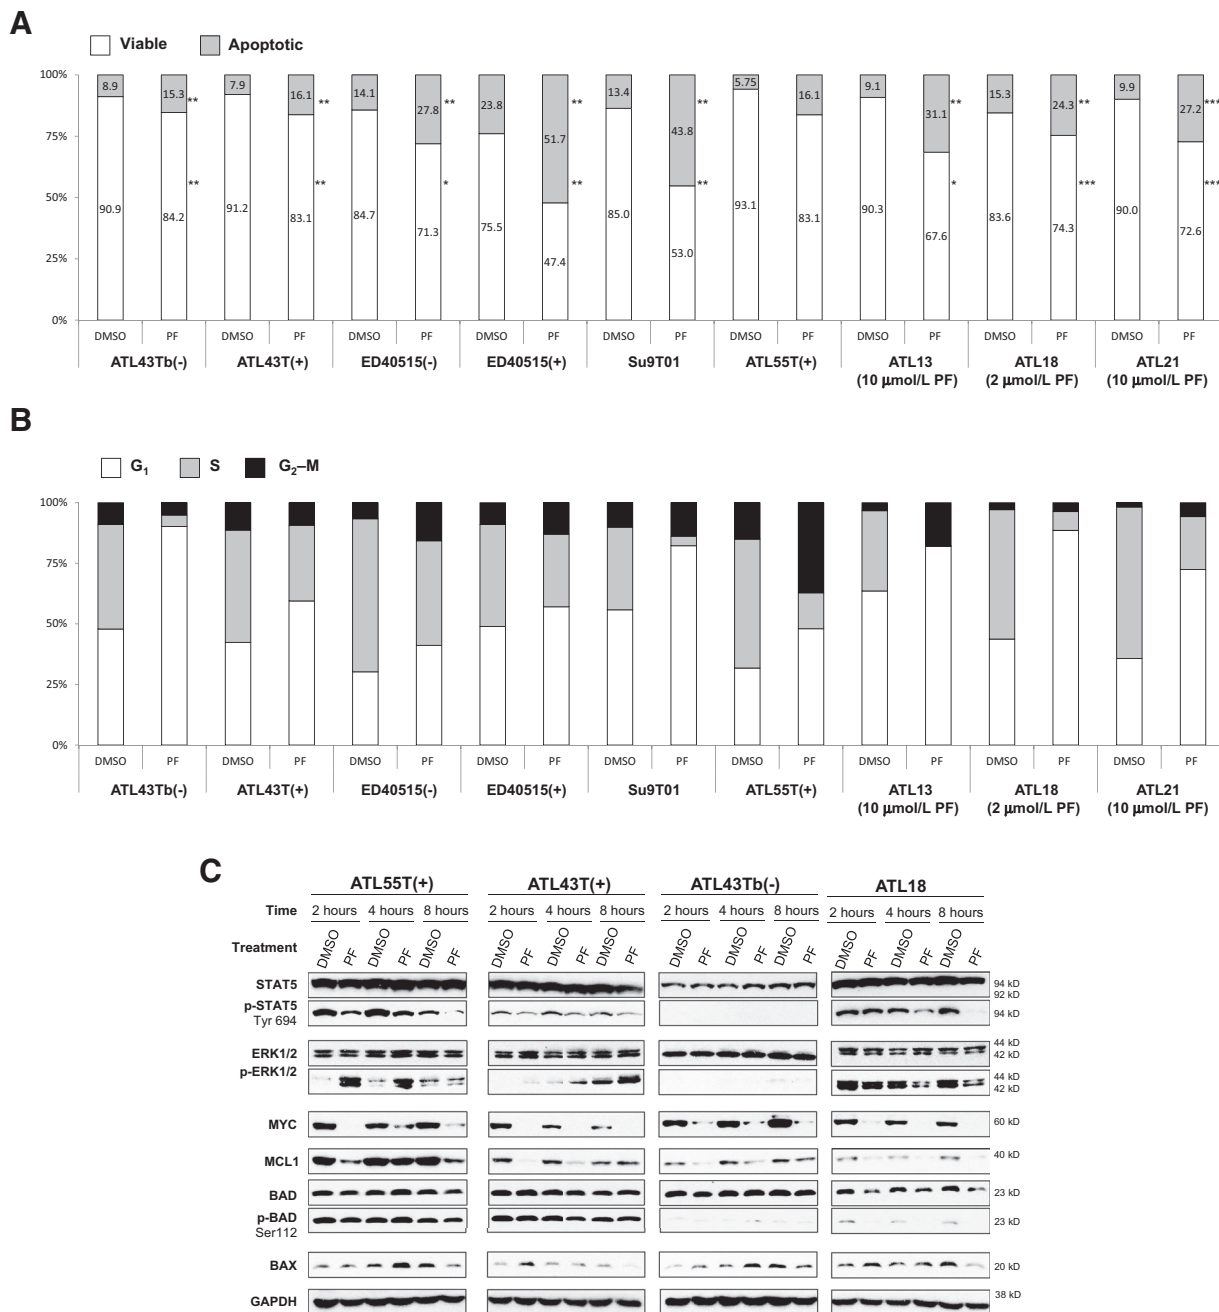 A
Viable Apoptotic
100%
75%
50%
25%
0%
8.9 15.3 ** 7.9 16.1 ** 14.1 27.8 ** 23.8 51.7 ** 13.4 43.8 ** 5.75 16.1 9.1 31.1 ** 15.3 24.3 ** 9.9 27.2 ***
90.9 84.2 ** 91.2 83.1 ** 84.7 71.3 * 75.5 47.4 ** 85.0 53.0 ** 93.1 83.1 90.3 67.6 * 83.6 74.3 *** 90.0 72.6 ***
DMSO PF DMSO PF DMSO PF DMSO PF DMSO PF DMSO PF DMSO PF DMSO PF DMSO PF
ATL43Tb(-) ATL43T(+) ED40515(-) ED40515(+) Su9T01 ATL55T(+) ATL13 ATL18 ATL21
(10 µmol/L PF) (2 µmol/L PF) (10 µmol/L PF)
B
G1 S G2–M
100%
75%
50%
25%
0%
DMSO PF DMSO PF DMSO PF DMSO PF DMSO PF DMSO PF DMSO PF DMSO PF DMSO PF
ATL43Tb(-) ATL43T(+) ED40515(-) ED40515(+) Su9T01 ATL55T(+) ATL13 ATL18 ATL21
(10 µmol/L PF) (2 µmol/L PF) (10 µmol/L PF)
C
ATL55T(+) ATL43T(+) ATL43Tb(-) ATL18
Time 2 hours 4 hours 8 hours 2 hours 4 hours 8 hours 2 hours 4 hours 8 hours 2 hours 4 hours 8 hours
Treatment DMSO PF DMSO PF DMSO PF DMSO PF DMSO PF DMSO PF DMSO PF DMSO PF DMSO PF DMSO PF DMSO PF DMSO PF
STAT5 94 kD
92 kD
p-STAT5 94 kD
Tyr 694
ERK1/2 44 kD
42 kD
p-ERK1/2 44 kD
42 kD
MYC 60 kD
MCL1 40 kD
BAD 23 kD
p-BAD 23 kD
Ser112
BAX 20 kD
GAPDH 38 kD